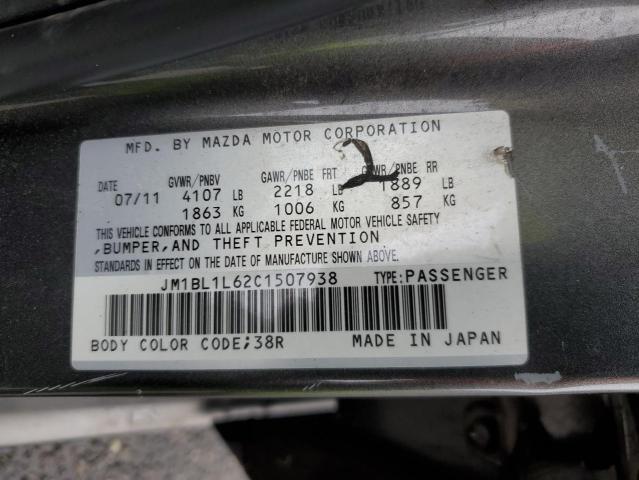 MFD. BY MAZDA MOTOR CORPORATION
DATE GVWR/PNBV GAWR/PNBE FRT GAWR/PNBE RR
07/11 4107 LB 2218 LB 1889 LB
1863 KG 1006 KG 857 KG
THIS VEHICLE CONFORMS TO ALL APPLICABLE FEDERAL MOTOR VEHICLE SAFETY
,BUMPER,AND THEFT PREVENTION
STANDARDS IN EFFECT ON THE DATE OF MANUFACTURE SHOWN ABOVE.
JM1BL1L62C1507938 TYPE:PASSENGER
BODY COLOR CODE;38R MADE IN JAPAN
2